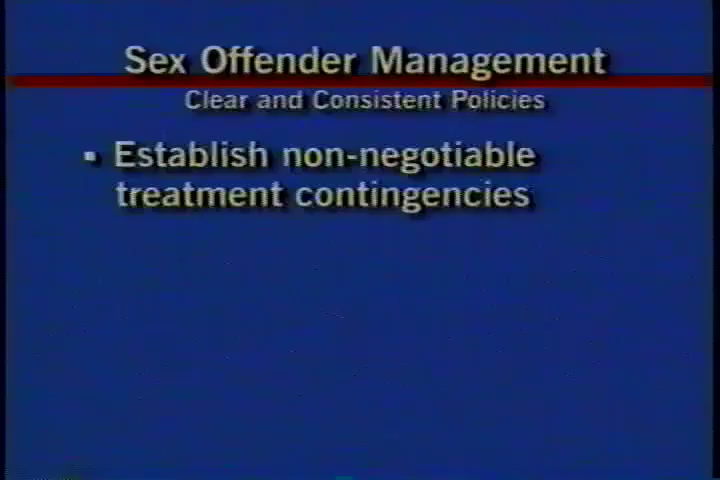 Sex Offender Management
Clear and Consistent Policies
▪ Establish non-negotiable
treatment contingencies